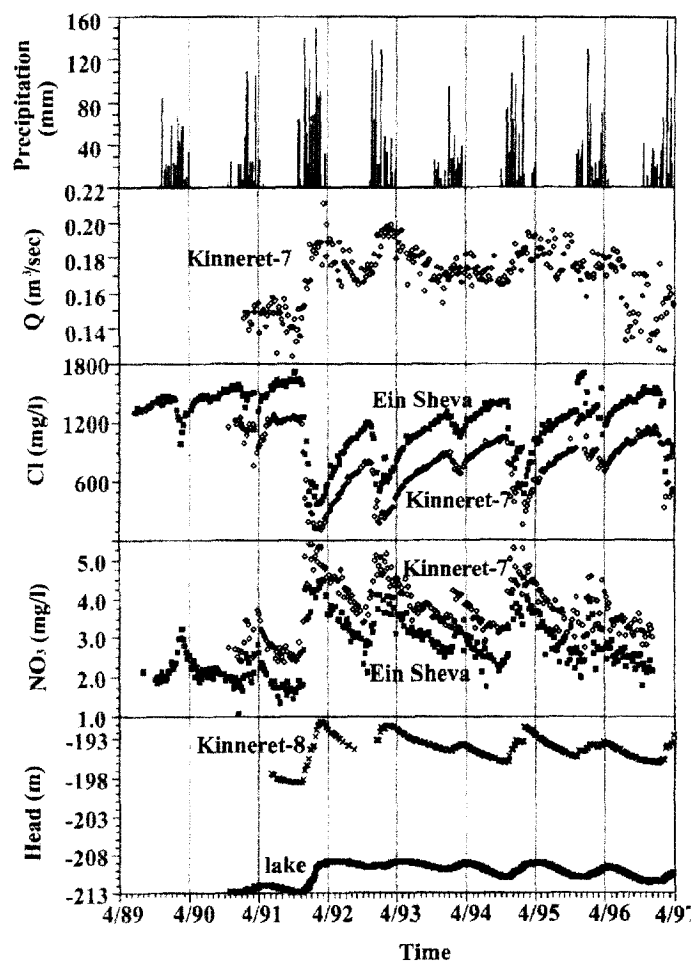 Precipitation
(mm)
160
120
80
40
Q (m³/sec)
0.22
0.20
0.18
0.16
0.14
Kinneret-7
Cl (mg/l)
1800
1200
600
Ein Sheva
Kinneret-7
NO₃ (mg/l)
5.0
4.0
3.0
2.0
1.0
Kinneret-7
Ein Sheva
Head (m)
-193
-198
-203
-208
-213
Kinneret-8
lake
4/89 4/90 4/91 4/92 4/93 4/94 4/95 4/96 4/97
Time